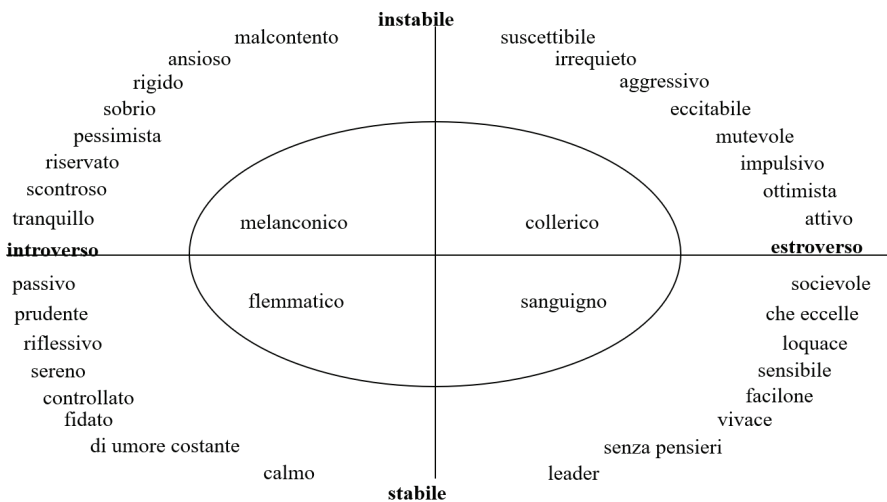 instabile
malcontento
suscettibile
ansioso
irrequieto
rigido
aggressivo
sobrio
eccitabile
pessimista
mutevole
riservato
impulsivo
scontroso
ottimista
tranquillo
melanconico
collerico
attivo
introverso
estroverso
passivo
socievole
flemmatico
sanguigno
prudente
che eccelle
riflessivo
loquace
sereno
sensibile
controllato
facilone
fidato
vivace
di umore costante
senza pensieri
calmo
leader
stabile